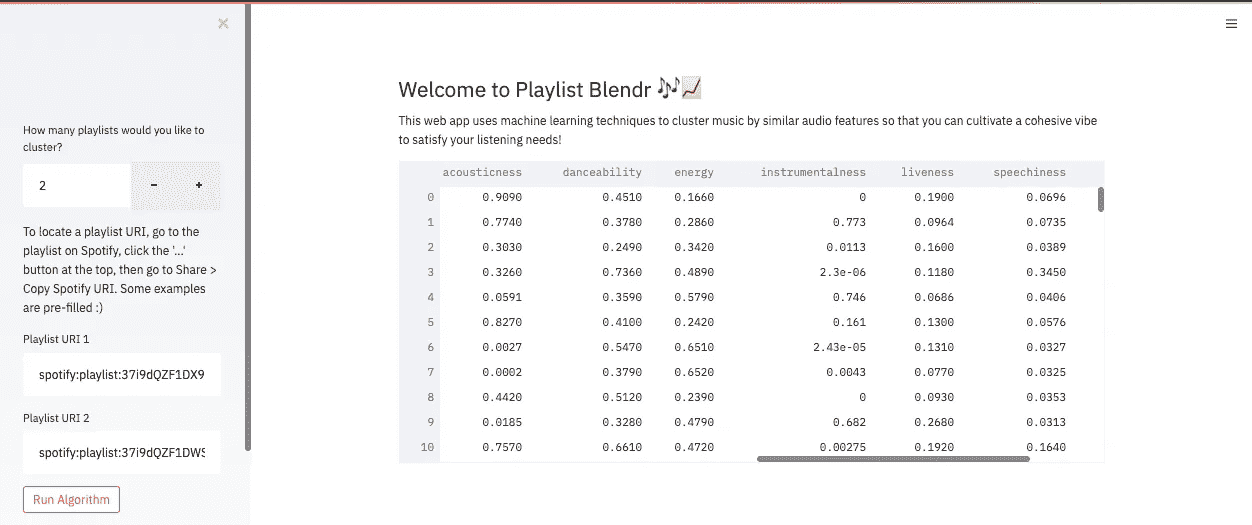 ×
How many playlists would you like to
cluster?
2 - +
To locate a playlist URI, go to the
playlist on Spotify, click the '...'
button at the top, then go to Share >
Copy Spotify URI. Some examples
are pre-filled :)
Playlist URI 1
spotify:playlist:37i9dQZF1DX9
Playlist URI 2
spotify:playlist:37i9dQZF1DWS
Run Algorithm
Welcome to Playlist Blendr 🎶📈
This web app uses machine learning techniques to cluster music by similar audio features so that you can cultivate a cohesive vibe
to satisfy your listening needs!
acousticness danceability energy instrumentalness liveness speechiness
0 0.9090 0.4510 0.1660 0 0.1900 0.0696
1 0.7740 0.3780 0.2860 0.773 0.0964 0.0735
2 0.3030 0.2490 0.3420 0.0113 0.1600 0.0389
3 0.3260 0.7360 0.4890 2.3e-06 0.1180 0.3450
4 0.0591 0.3590 0.5790 0.746 0.0686 0.0406
5 0.8270 0.4100 0.2420 0.161 0.1300 0.0576
6 0.0027 0.5470 0.6510 2.43e-05 0.1310 0.0327
7 0.0002 0.3790 0.6520 0.0043 0.0770 0.0325
8 0.4420 0.5120 0.2390 0 0.0930 0.0353
9 0.0185 0.3280 0.4790 0.682 0.2680 0.0313
10 0.7570 0.6610 0.4720 0.00275 0.1920 0.1640